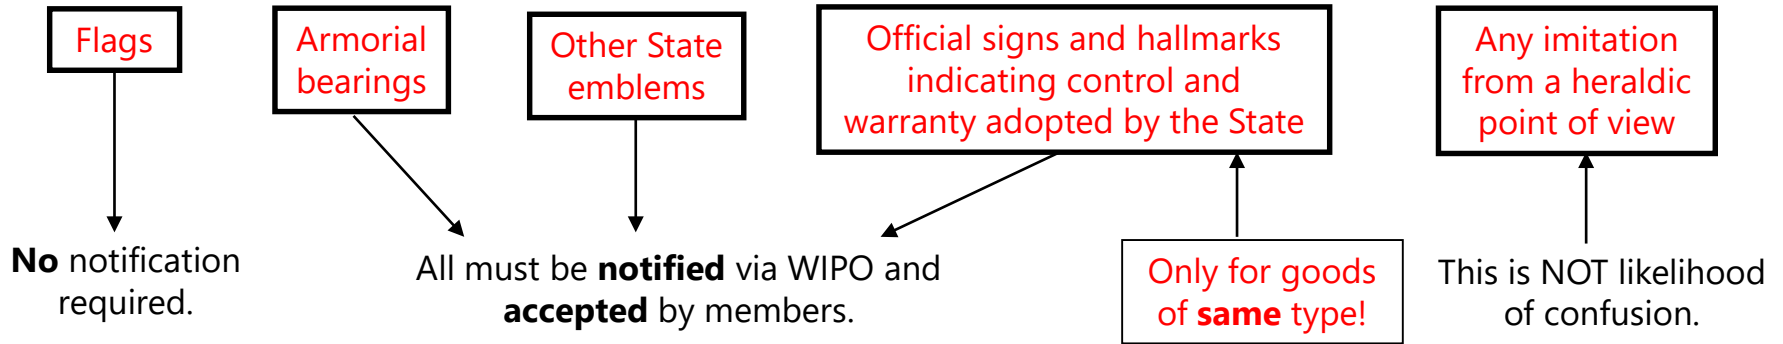 Flags
Armorial
bearings
Other State
emblems
Official signs and hallmarks
indicating control and
warranty adopted by the State
Any imitation
from a heraldic
point of view
No notification
required.
All must be notified via WIPO and
accepted by members.
Only for goods
of same type!
This is NOT likelihood
of confusion.